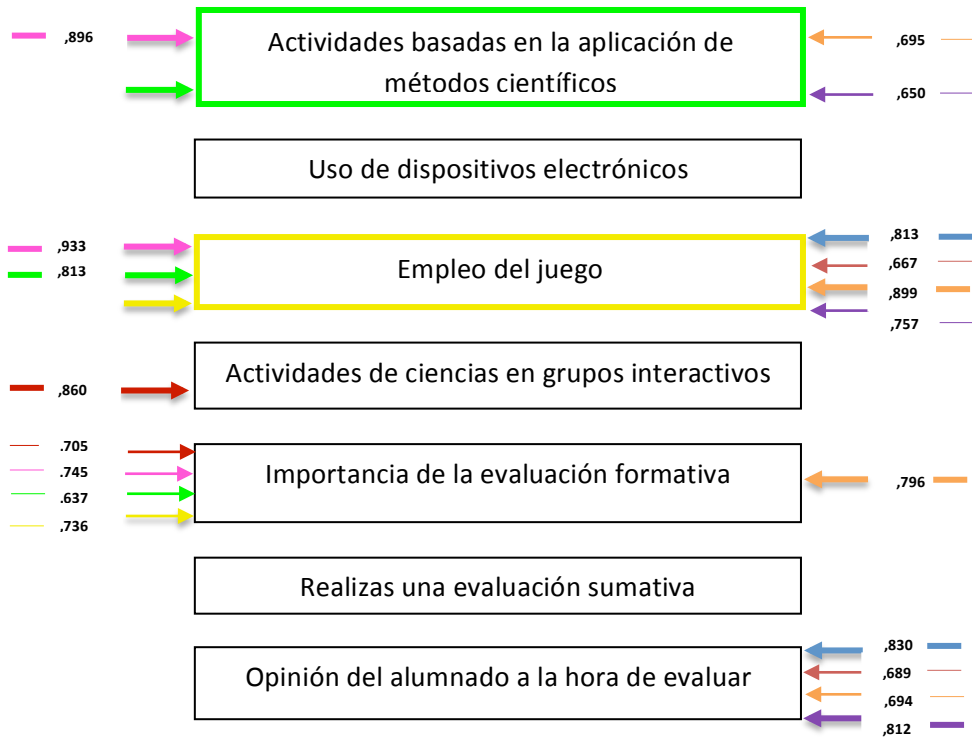 ,896
Actividades basadas en la aplicación de
métodos científicos
,695
,650
Uso de dispositivos electrónicos
,933
,813
Empleo del juego
,813
,667
,899
,757
Actividades de ciencias en grupos interactivos
,860
.705
.745
.637
,736
Importancia de la evaluación formativa
,796
Realizas una evaluación sumativa
Opinión del alumnado a la hora de evaluar
,830
,689
,694
,812